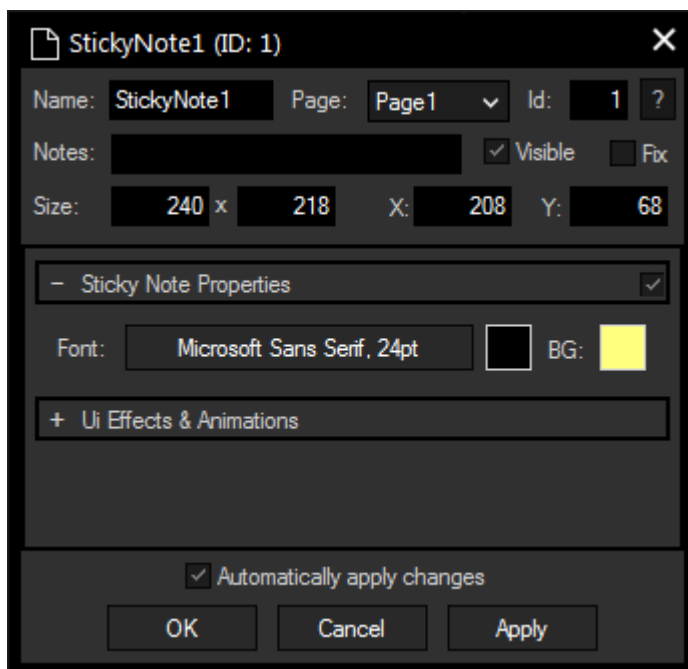 StickyNote1 (ID: 1)
Name: StickyNote1 Page: Page1 Id: 1 ?
Notes: Visible Fix
Size: 240 x 218 X: 208 Y: 68
− Sticky Note Properties
Font: Microsoft Sans Serif, 24pt BG:
+ Ui Effects & Animations
Automatically apply changes
OK Cancel Apply